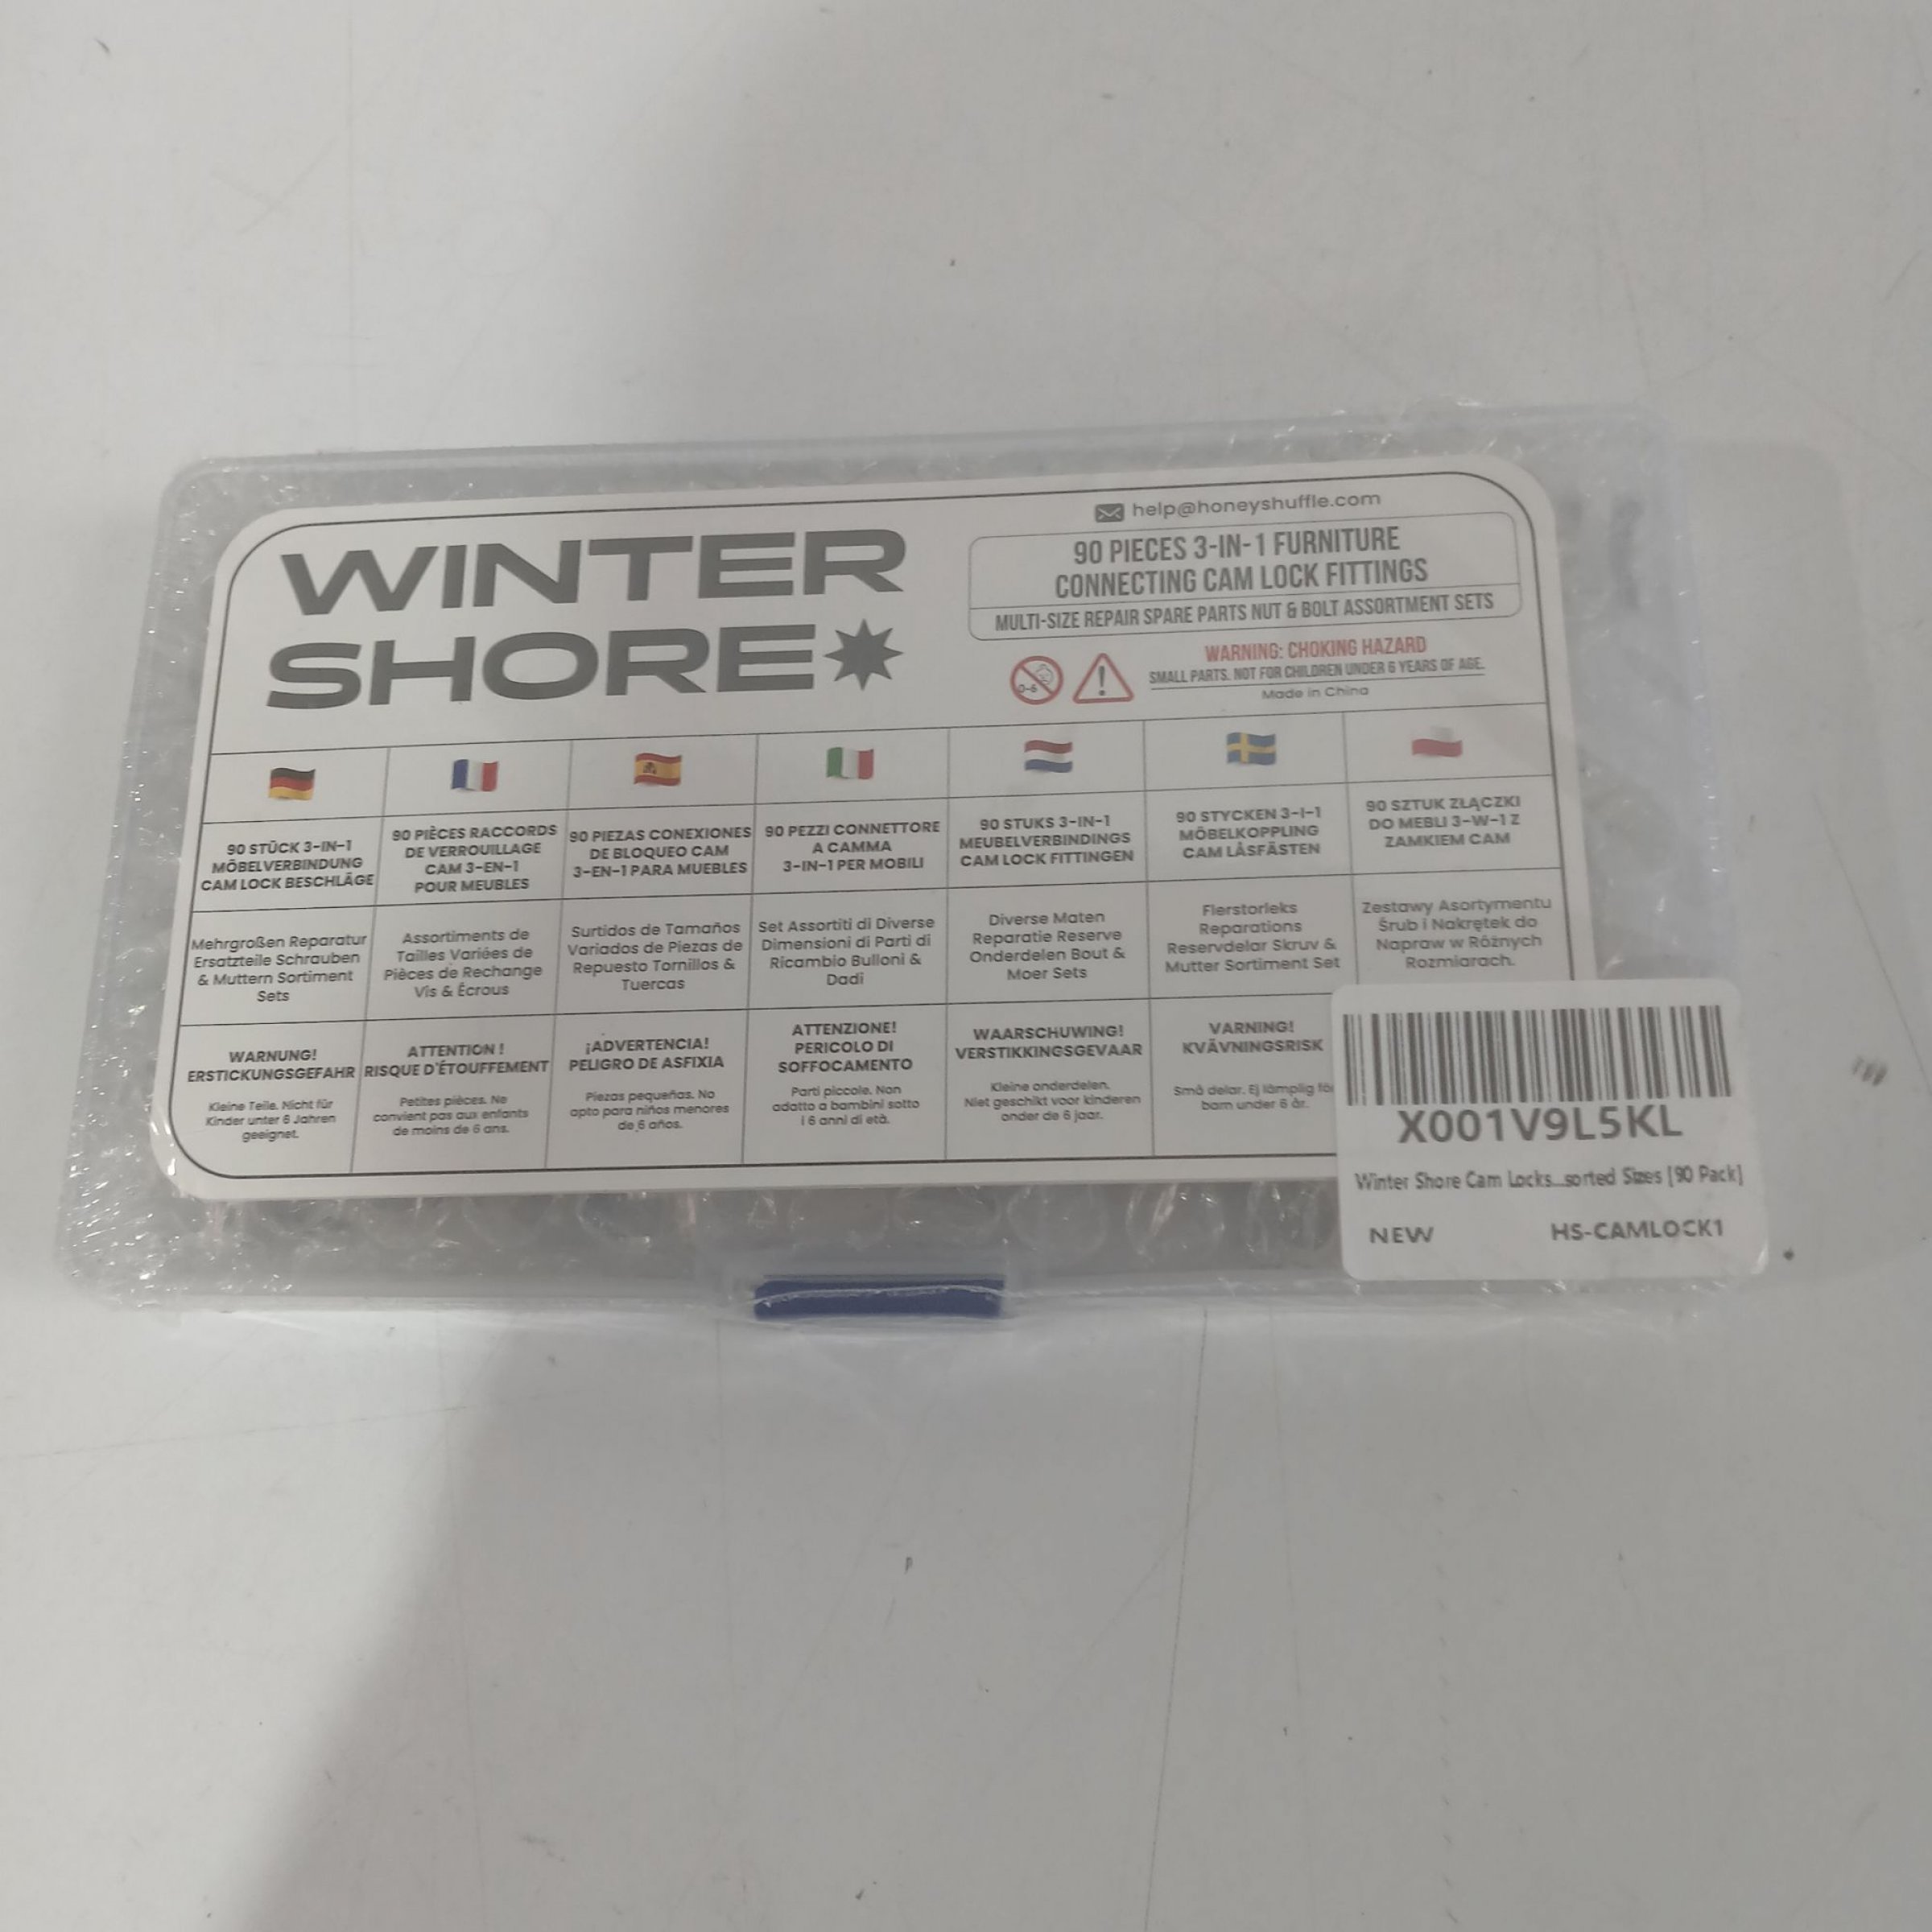 WINTER
SHORE
help@honeyshuffle.com
90 PIECES 3-IN-1 FURNITURE
CONNECTING CAM LOCK FITTINGS
MULTI-SIZE REPAIR SPARE PARTS NUT & BOLT ASSORTMENT SETS
0-6
WARNING: CHOKING HAZARD
SMALL PARTS. NOT FOR CHILDREN UNDER 6 YEARS OF AGE.
Made in China
90 STÜCK 3-IN-1
MÖBELVERBINDUNG
CAM LOCK BESCHLÄGE
Mehrgroßen Reparatur
Ersatzteile Schrauben
& Muttern Sortiment
Sets
WARNUNG!
ERSTICKUNGSGEFAHR
Kleine Teile. Nicht für
Kinder unter 6 Jahren
geeignet.
90 PIÈCES RACCORDS
DE VERROUILLAGE
CAM 3-EN-1
POUR MEUBLES
Assortiments de
Tailles Variées de
Pièces de Rechange
Vis & Écrous
ATTENTION !
RISQUE D'ÉTOUFFEMENT
Petites pièces. Ne
convient pas aux enfants
de moins de 6 ans.
90 PIEZAS CONEXIONES
DE BLOQUEO CAM
3-EN-1 PARA MUEBLES
Surtidos de Tamaños
Variados de Piezas de
Repuesto Tornillos &
Tuercas
¡ADVERTENCIA!
PELIGRO DE ASFIXIA
Piezas pequeñas. No
apto para niños menores
de 6 años.
90 PEZZI CONNETTORE
A CAMMA
3-IN-1 PER MOBILI
Set Assortiti di Diverse
Dimensioni di Parti di
Ricambio Bulloni &
Dadi
ATTENZIONE!
PERICOLO DI
SOFFOCAMENTO
Parti piccole. Non
adatto a bambini sotto
i 6 anni di età.
90 STUKS 3-IN-1
MEUBELVERBINDINGS
CAM LOCK FITTINGEN
Diverse Maten
Reparatie Reserve
Onderdelen Bout &
Moer Sets
WAARSCHUWING!
VERSTIKKINGSGEVAAR
Kleine onderdelen.
Niet geschikt voor kinderen
onder de 6 jaar.
90 STYCKEN 3-I-1
MÖBELKOPPLING
CAM LÅSFÄSTEN
Flerstorleks
Reparations
Reservdelar Skruv &
Mutter Sortiment Set
VARNING!
KVÄVNINGSRISK
Små delar. Ej lämplig för
barn under 6 år.
90 SZTUK ZŁĄCZKI
DO MEBLI 3-W-1 Z
ZAMKIEM CAM
Zestawy Asortymentu
Śrub i Nakrętek do
Napraw w Różnych
Rozmiarach.
X001V9L5KL
Winter Shore Cam Locks...sorted Sizes [90 Pack]
NEW HS-CAMLOCK1